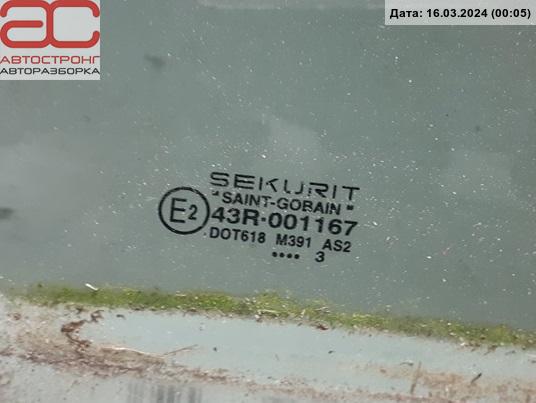 Дата: 16.03.2024 (00:05)
АС
АВТОСТРОНГ
АВТОРАЗБОРКА
SEKURIT
"SAINT-GOBAIN"
E2 43R-001167
DOT618 M391 AS2
.... 3